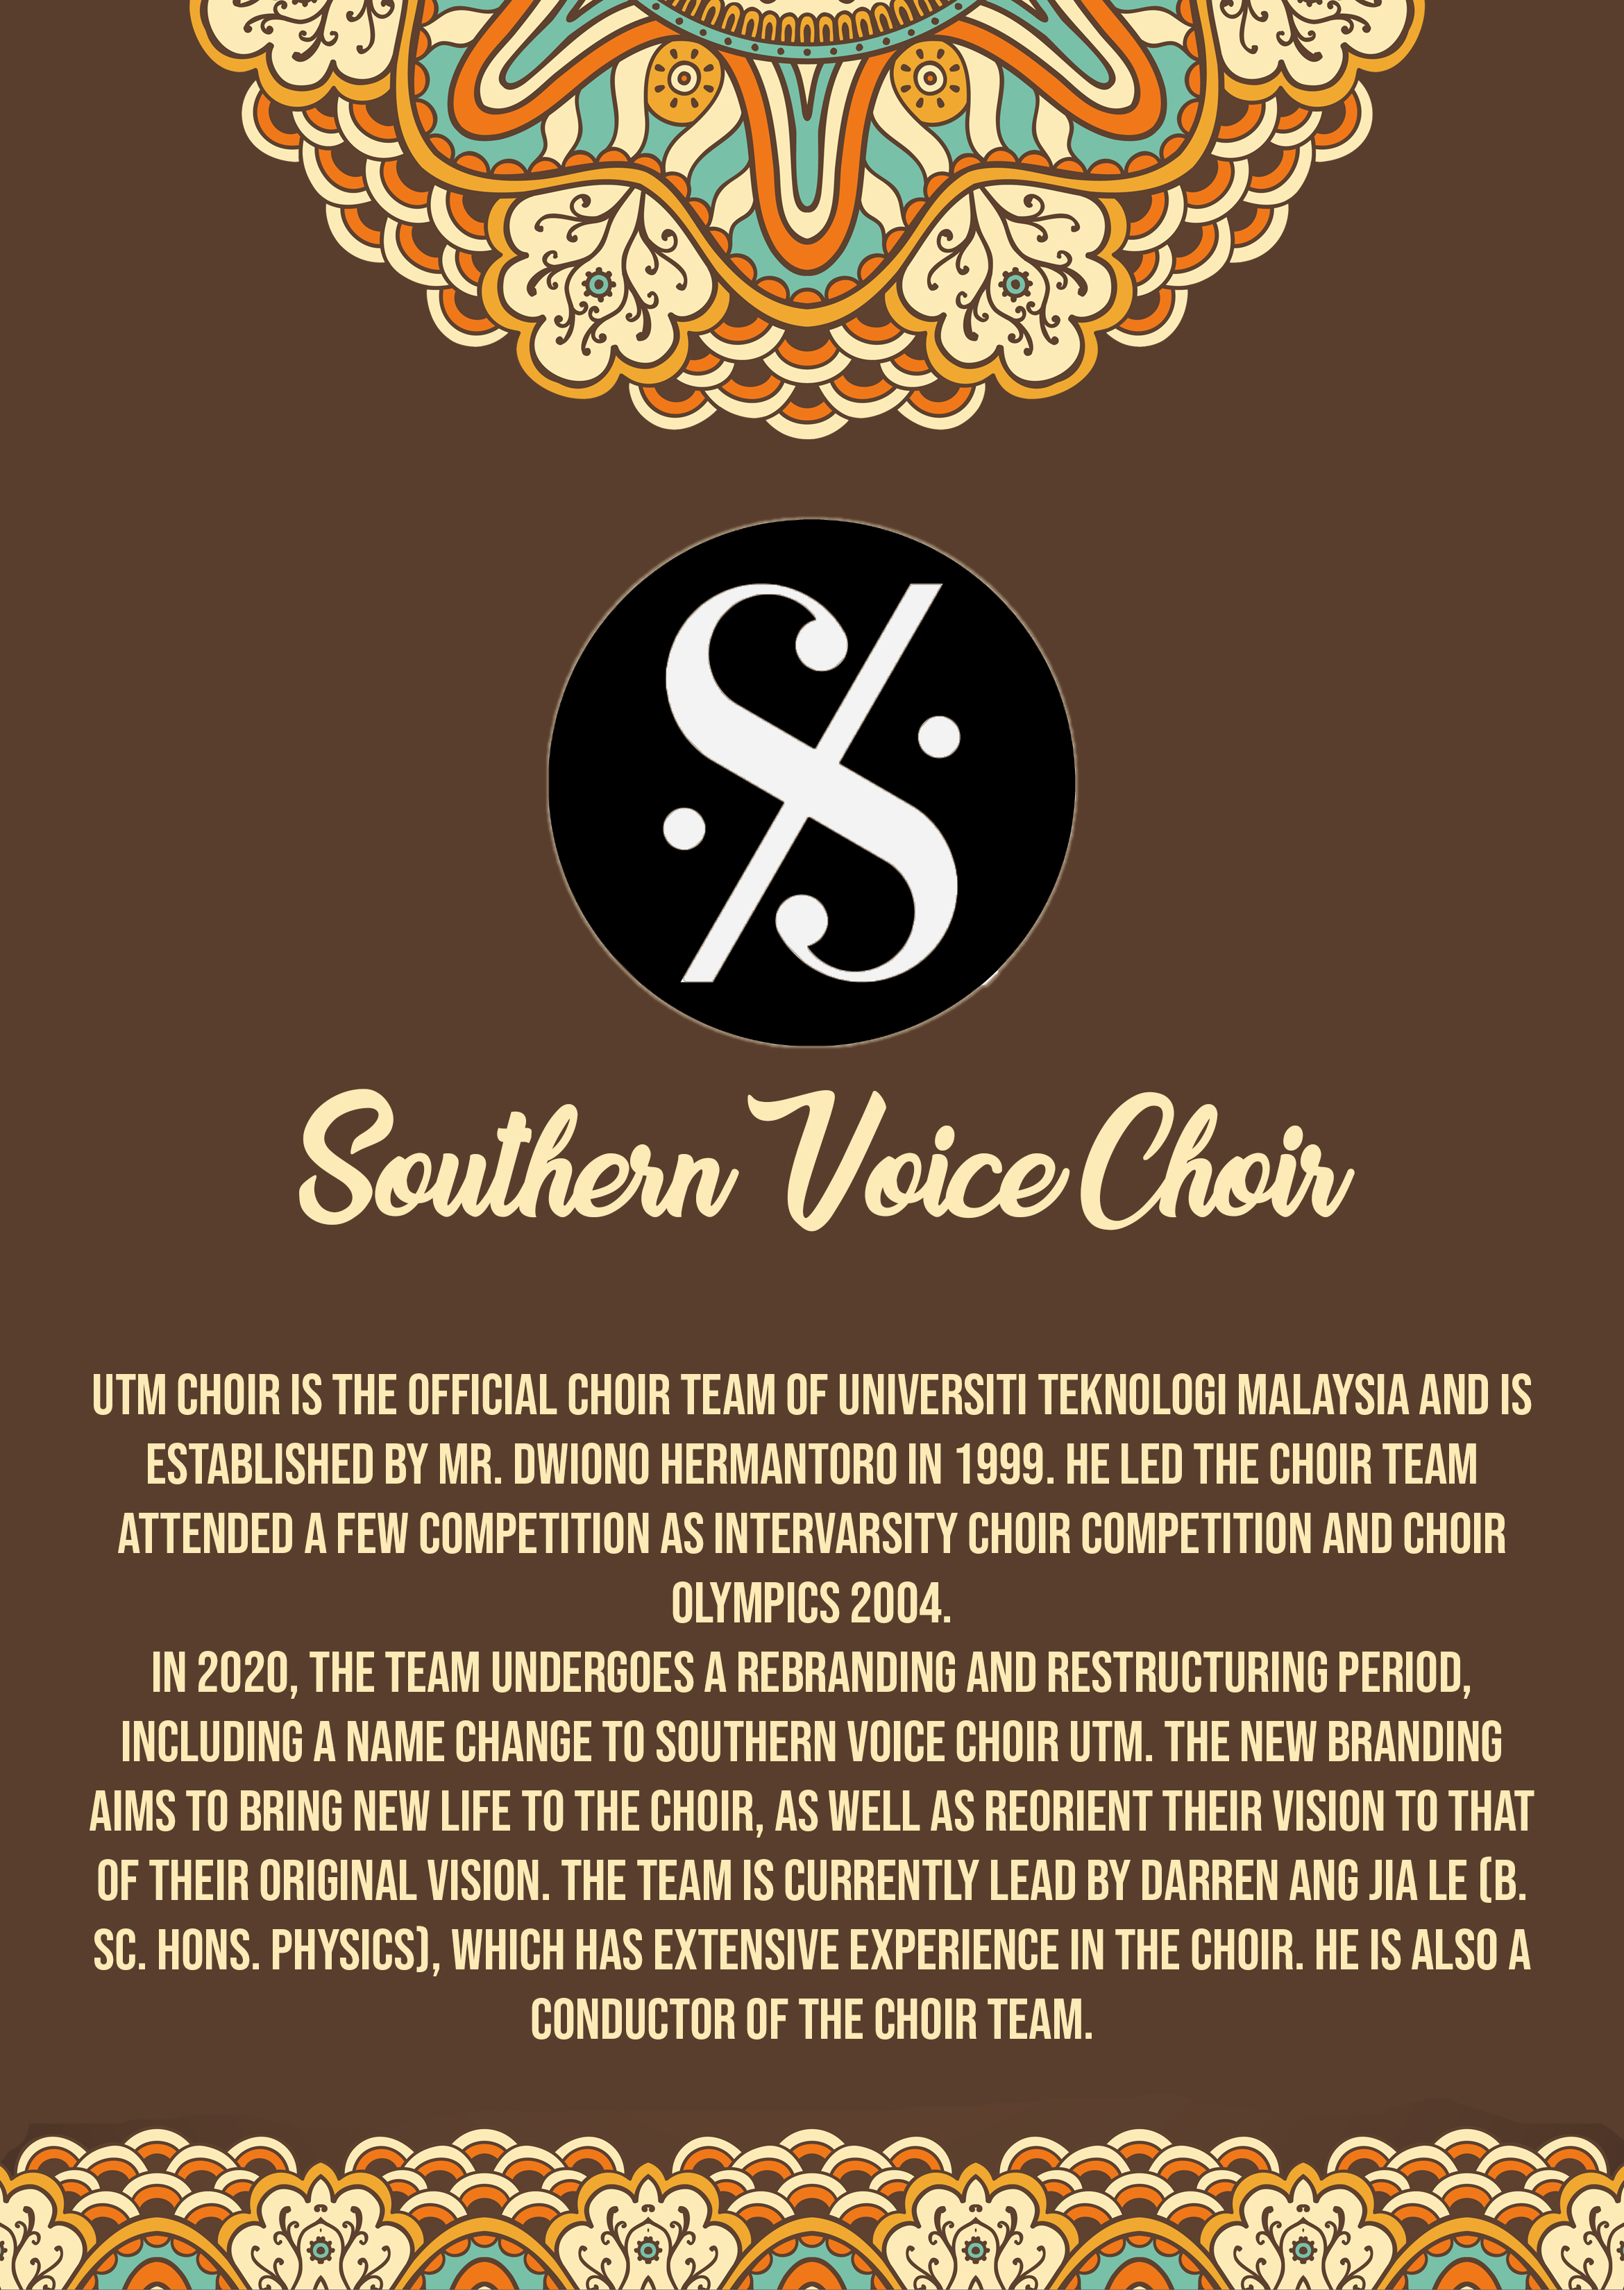 Southern Voice Choir
UTM CHOIR IS THE OFFICIAL CHOIR TEAM OF UNIVERSITI TEKNOLOGI MALAYSIA AND IS
ESTABLISHED BY MR. DWIONO HERMANTORO IN 1999. HE LED THE CHOIR TEAM
ATTENDED A FEW COMPETITION AS INTERVARSITY CHOIR COMPETITION AND CHOIR
OLYMPICS 2004.
IN 2020, THE TEAM UNDERGOES A REBRANDING AND RESTRUCTURING PERIOD,
INCLUDING A NAME CHANGE TO SOUTHERN VOICE CHOIR UTM. THE NEW BRANDING
AIMS TO BRING NEW LIFE TO THE CHOIR, AS WELL AS REORIENT THEIR VISION TO THAT
OF THEIR ORIGINAL VISION. THE TEAM IS CURRENTLY LEAD BY DARREN ANG JIA LE (B.
SC. HONS. PHYSICS), WHICH HAS EXTENSIVE EXPERIENCE IN THE CHOIR. HE IS ALSO A
CONDUCTOR OF THE CHOIR TEAM.